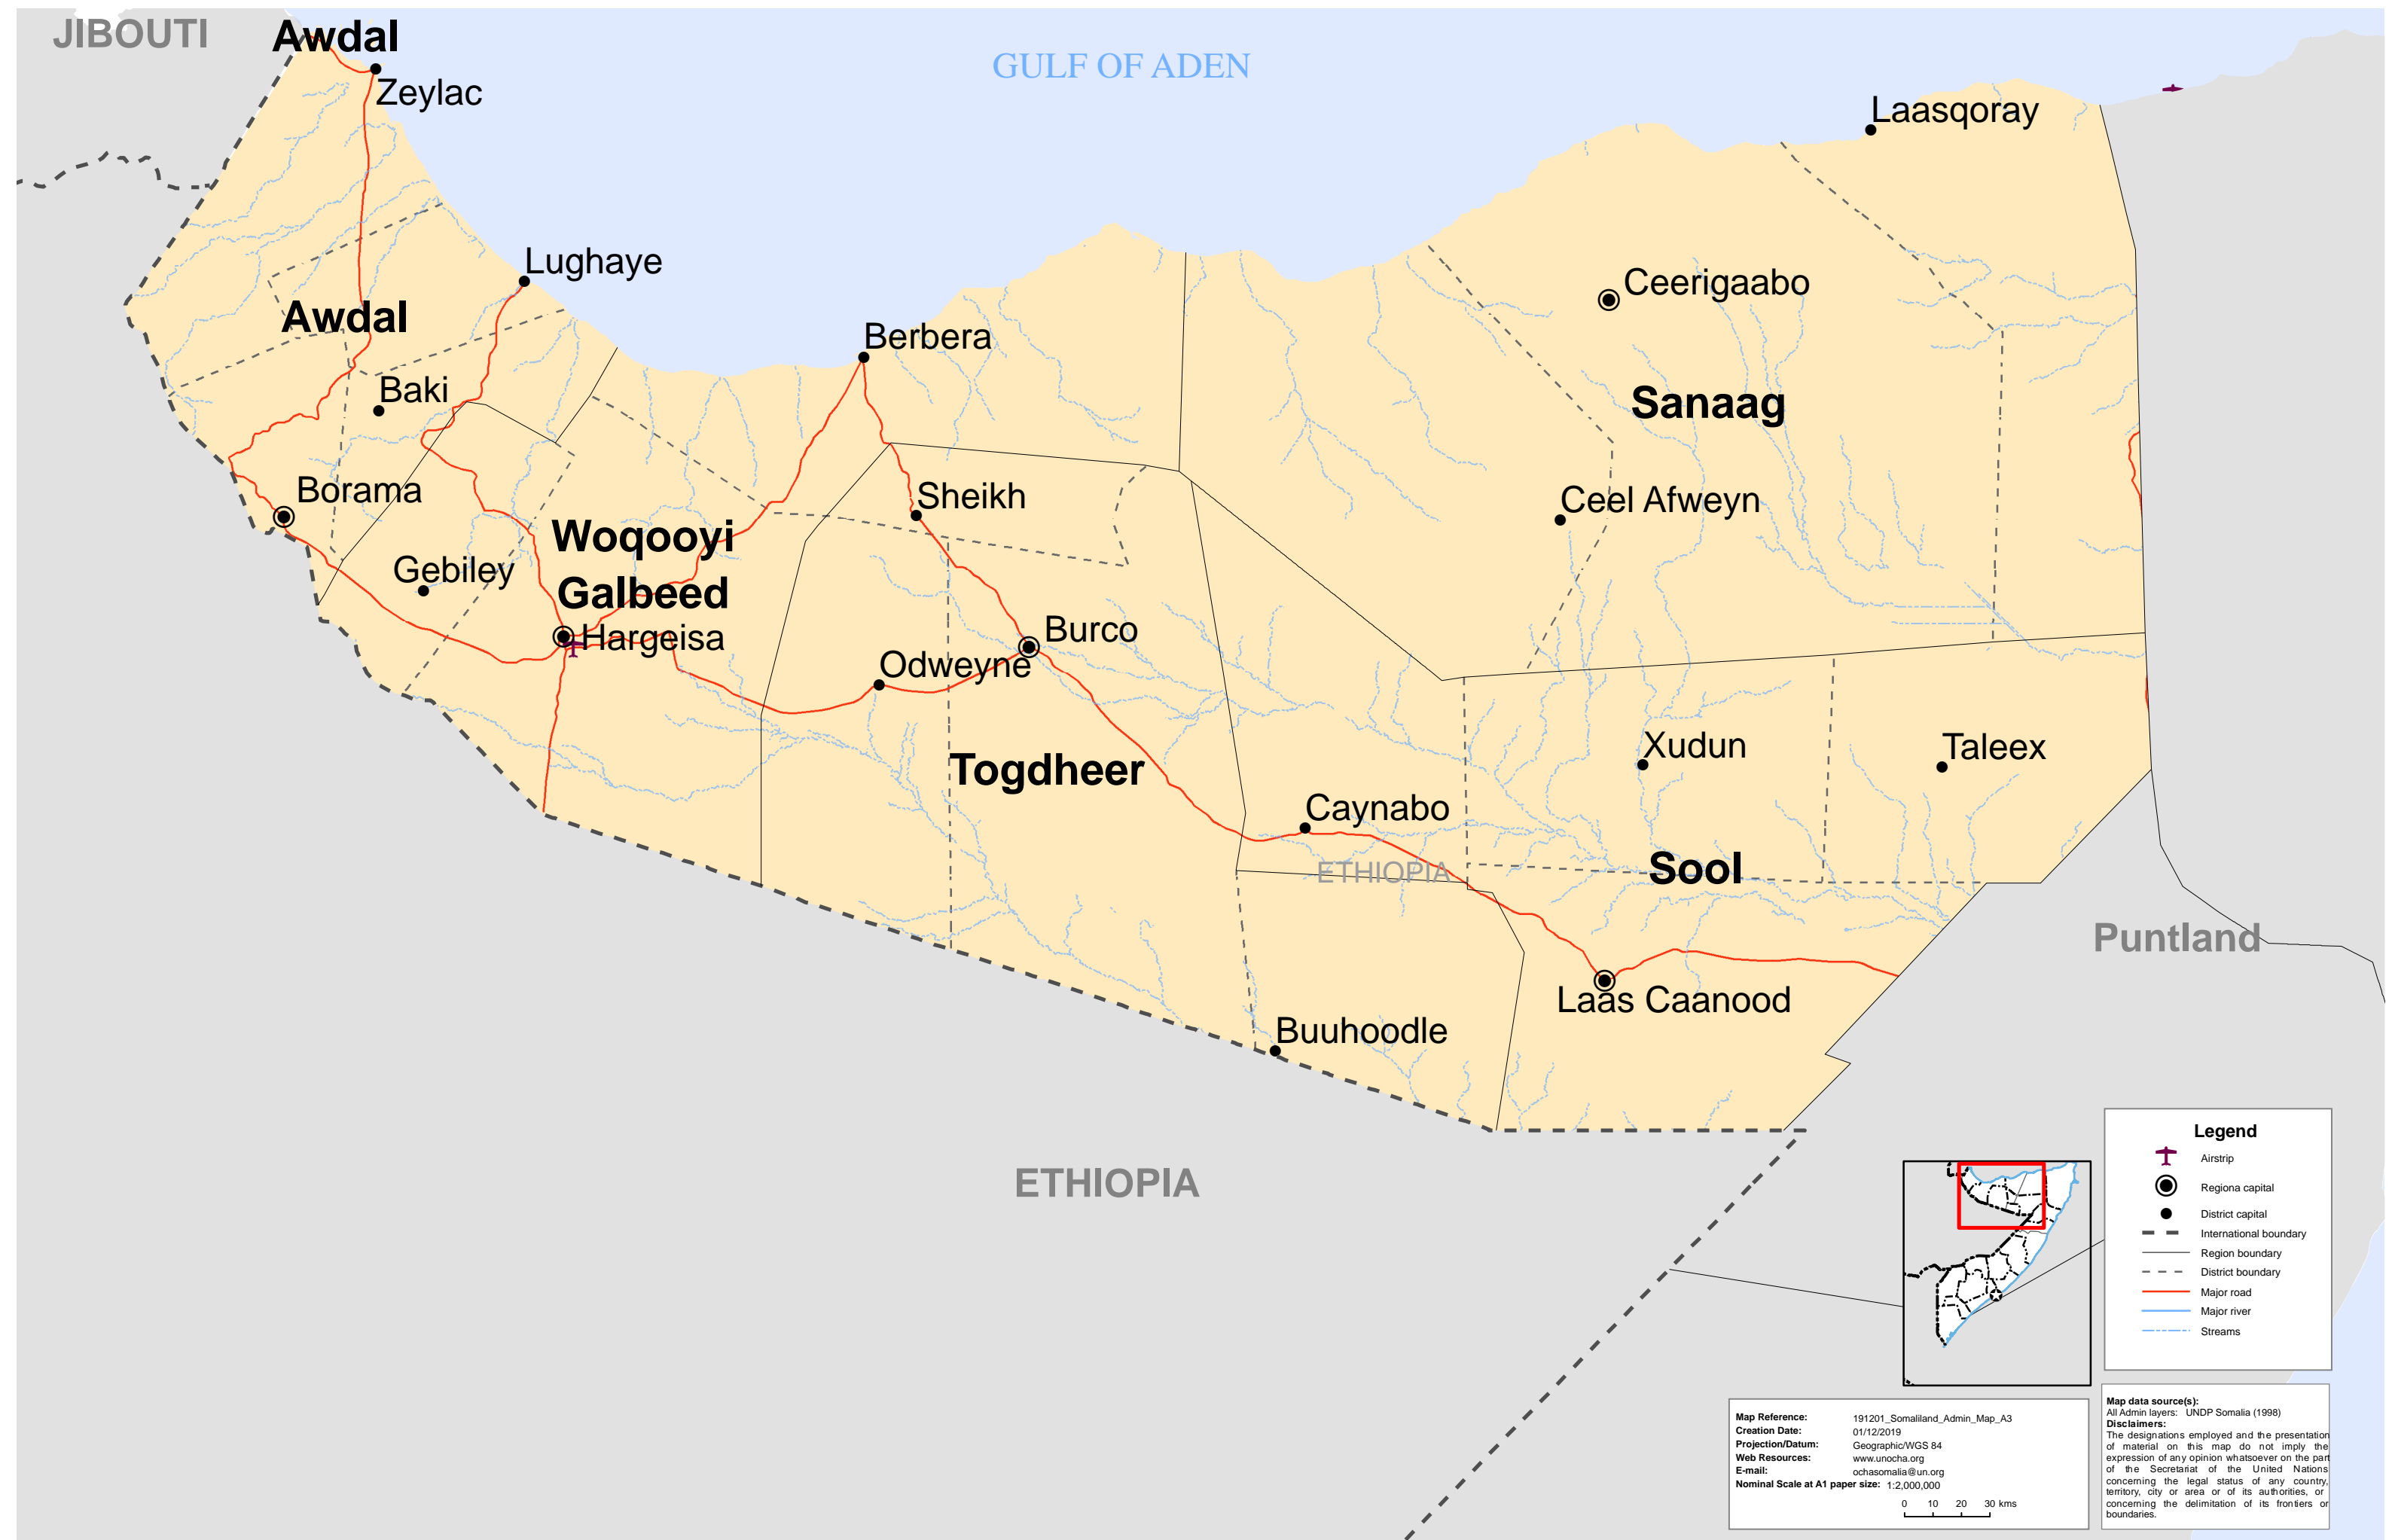 JIBOUTI
Awdal
GULF OF ADEN
Zeylac
Laasqoray
Lughaye
Ceerigaabo
Awdal
Berbera
Baki
Sanaag
Borama
Sheikh
Ceel Afweyn
Woqooyi
Galbeed
Gebiley
Hargeisa
Burco
Odweyne
Togdheer
Xudun
Taleex
Caynabo
ETHIOPIA
Sool
Puntland
Laas Caanood
Buuhoodle
ETHIOPIA
Legend
Airstrip
Regiona capital
District capital
International boundary
Region boundary
District boundary
Major road
Major river
Streams
Map Reference: 191201_Somaliland_Admin_Map_A3
Creation Date: 01/12/2019
Projection/Datum: Geographic/WGS 84
Web Resources: www.unocha.org
E-mail: ochasomalia@un.org
Nominal Scale at A1 paper size: 1:2,000,000
0 10 20 30 kms
Map data source(s):
All Admin layers: UNDP Somalia (1998)
Disclaimers:
The designations employed and the presentation
of material on this map do not imply the
expression of any opinion whatsoever on the part
of the Secretariat of the United Nations
concerning the legal status of any country,
territory, city or area or of its authorities, or
concerning the delimitation of its frontiers or
boundaries.